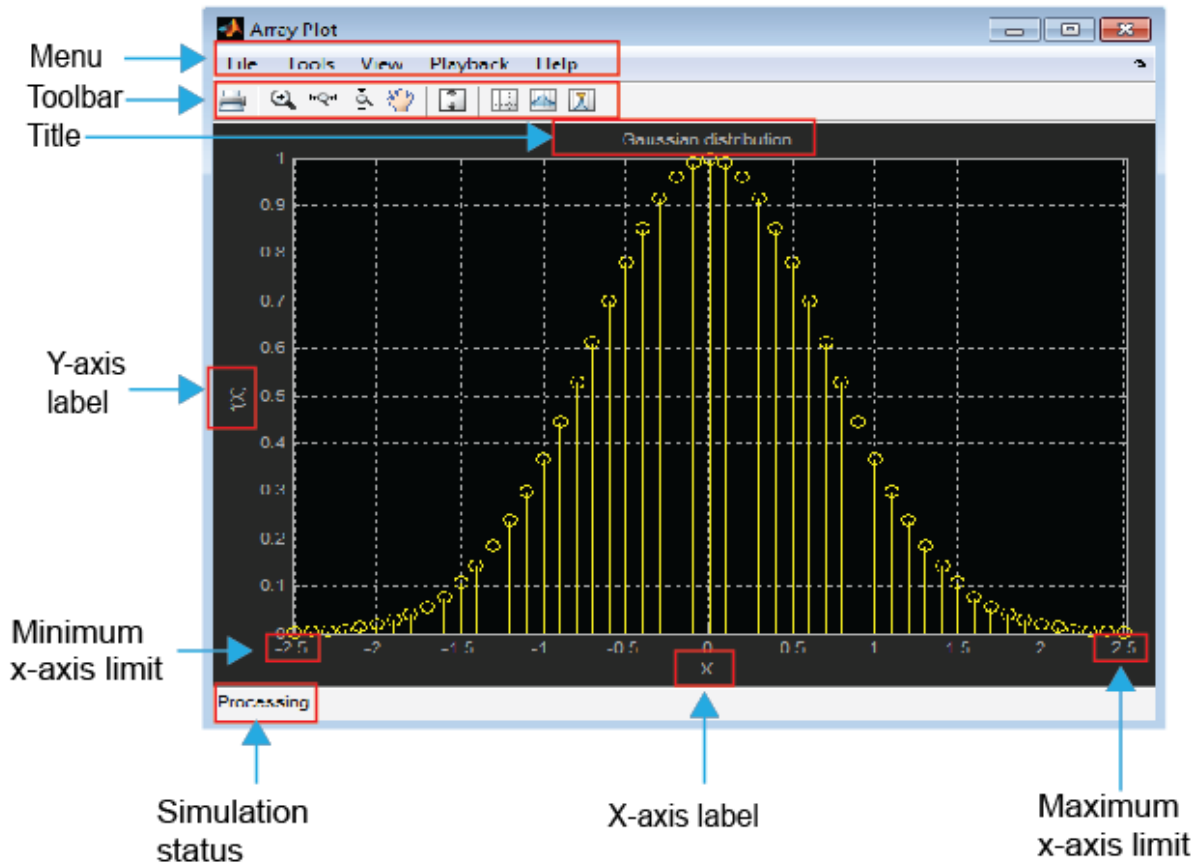 Array Plot
Menu
File Tools View Playback Help
Toolbar
Title
Gaussian distribution
1
0.9
0.8
0.7
0.6
Y-axis
label
0.5
0.4
0.3
0.2
0.1
0
Minimum
x-axis limit
-2.5 -2 -1.5 -1 -0.5 0 0.5 1 1.5 2 2.5
X
Processing
Simulation
status
X-axis label
Maximum
x-axis limit